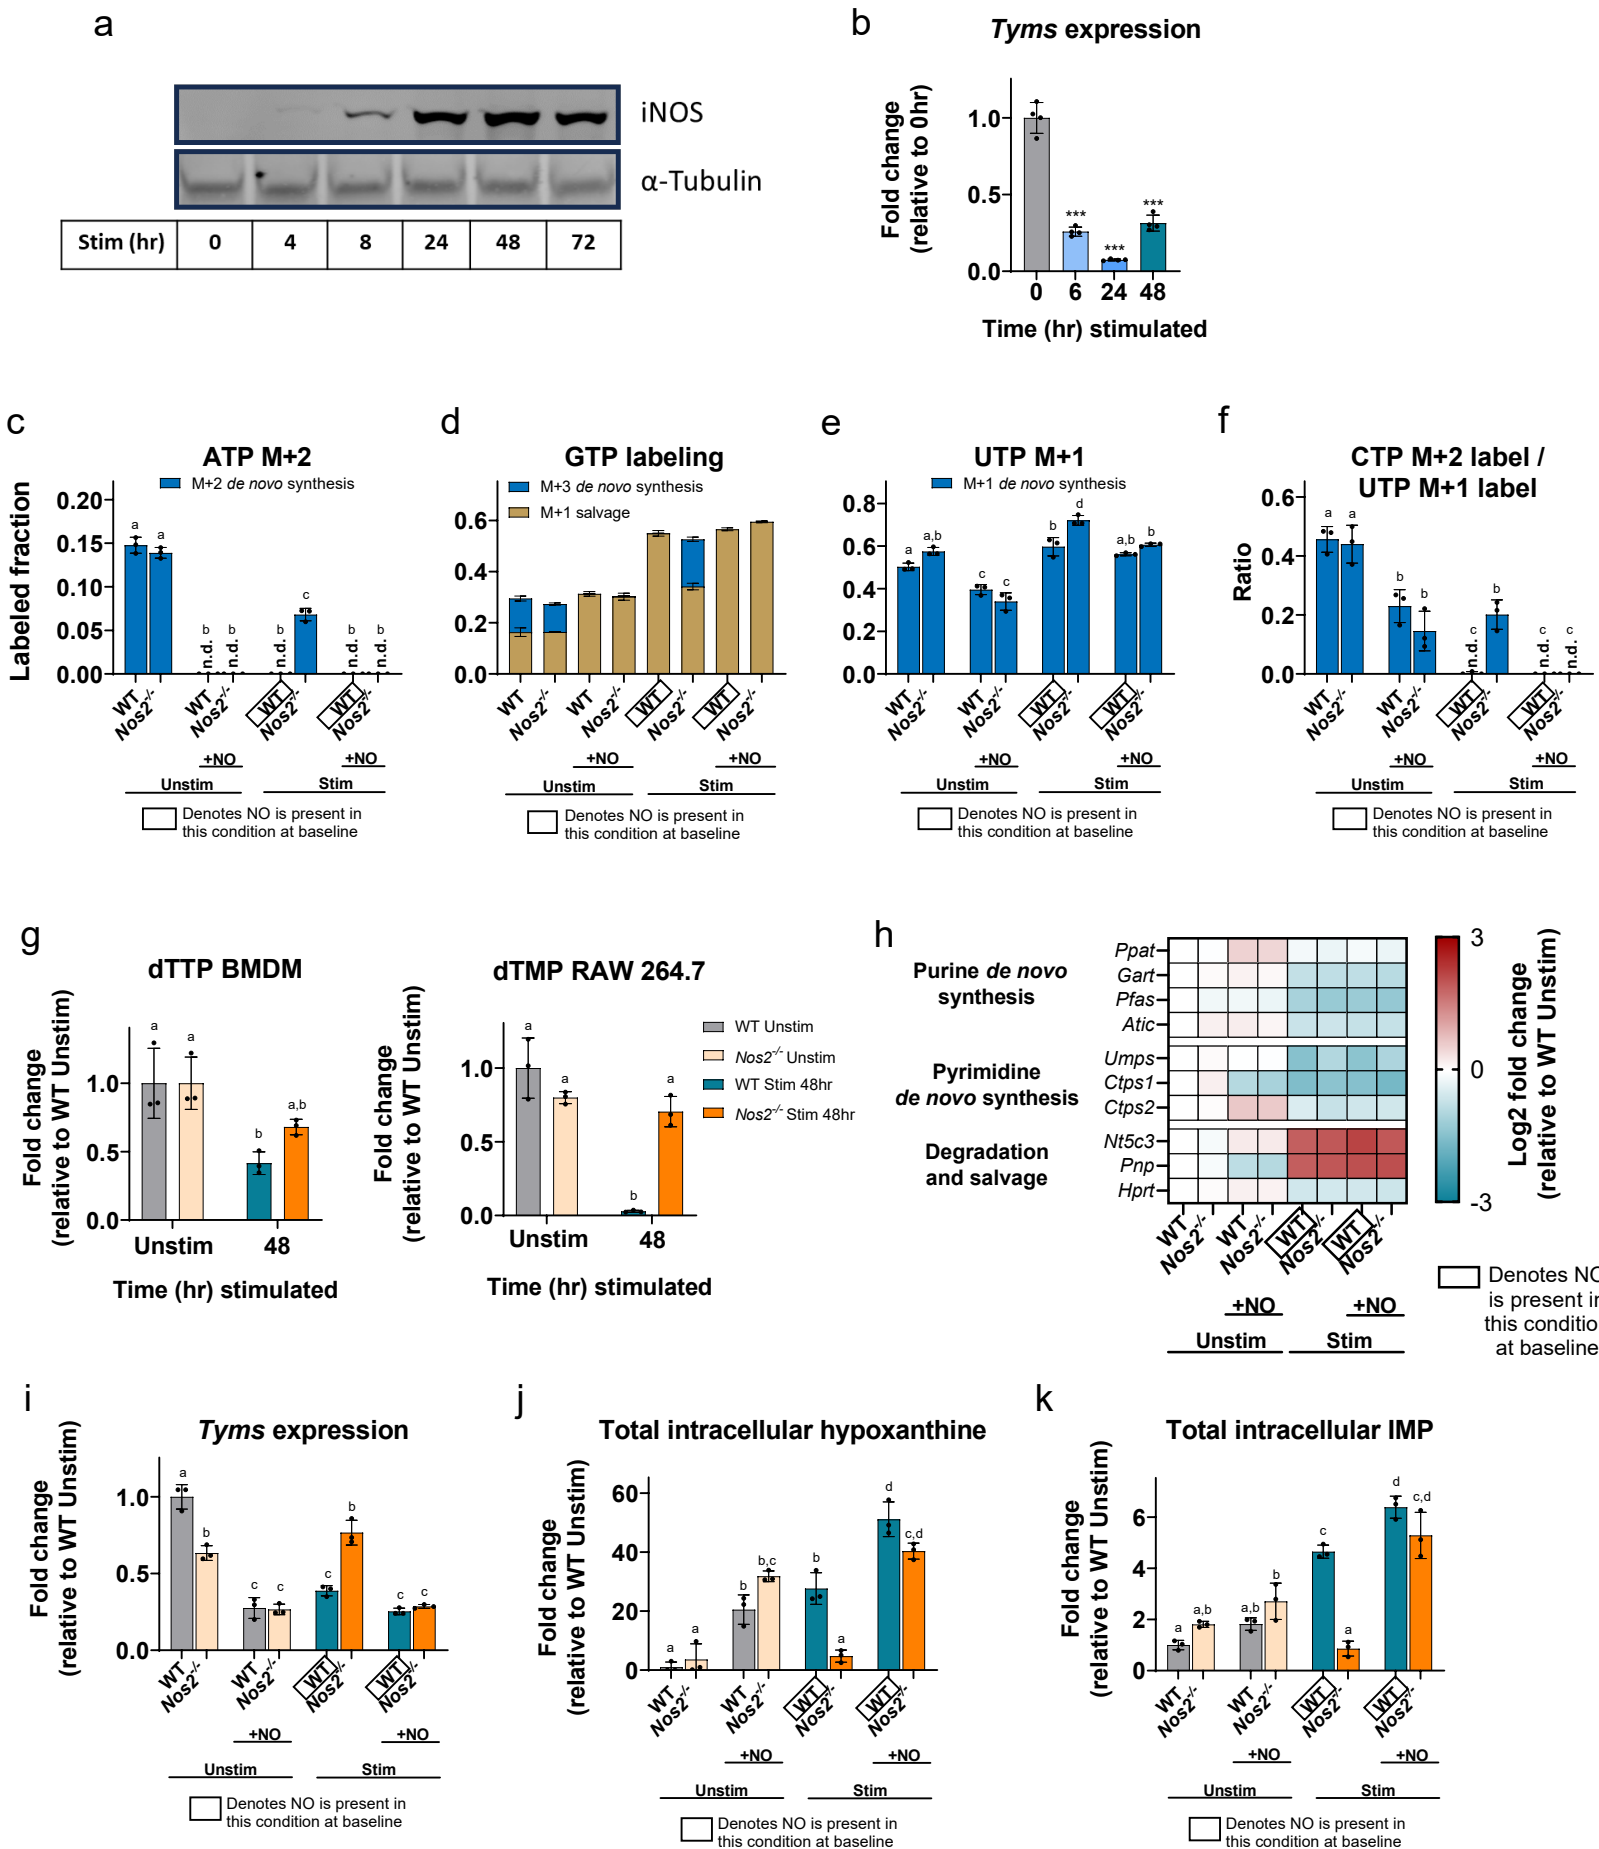 a
iNOS
α-Tubulin
Stim (hr) 0 4 8 24 48 72
b
Tyms expression
Fold change
(relative to 0hr)
1.0
0.5
0.0
***
***
***
0 6 24 48
Time (hr) stimulated
c
ATP M+2
M+2 de novo synthesis
Labeled fraction
0.20
0.15
0.10
0.05
0.00
a a b b b c b b
n.d. n.d. n.d. n.d. n.d.
WT Nos2-/- WT Nos2-/- WT Nos2-/- WT Nos2-/-
+NO +NO
Unstim Stim
Denotes NO is present in
this condition at baseline
d
GTP labeling
M+3 de novo synthesis
M+1 salvage
0.6
0.4
0.2
0.0
WT Nos2-/- WT Nos2-/- WT Nos2-/- WT Nos2-/-
+NO +NO
Unstim Stim
Denotes NO is present in
this condition at baseline
e
UTP M+1
M+1 de novo synthesis
0.8
0.6
0.4
0.2
0.0
a a,b c c b d a,b b
WT Nos2-/- WT Nos2-/- WT Nos2-/- WT Nos2-/-
+NO +NO
Unstim Stim
Denotes NO is present in
this condition at baseline
f
CTP M+2 label /
UTP M+1 label
Ratio
0.6
0.4
0.2
0.0
a a b b c b c c
n.d. n.d. n.d.
WT Nos2-/- WT Nos2-/- WT Nos2-/- WT Nos2-/-
+NO +NO
Unstim Stim
Denotes NO is present in
this condition at baseline
g
dTTP BMDM
Fold change
(relative to WT Unstim)
1.0
0.5
0.0
a a b a,b
Unstim 48
Time (hr) stimulated
dTMP RAW 264.7
Fold change
(relative to WT Unstim)
1.0
0.5
0.0
a a b a
Unstim 48
Time (hr) stimulated
WT Unstim
Nos2-/- Unstim
WT Stim 48hr
Nos2-/- Stim 48hr
h
Purine de novo
synthesis
Ppat
Gart
Pfas
Atic
Pyrimidine
de novo synthesis
Umps
Ctps1
Ctps2
Degradation
and salvage
Nt5c3
Pnp
Hprt
3
0
-3
Log2 fold change
(relative to WT Unstim)
WT Nos2-/- WT Nos2-/- WT Nos2-/- WT Nos2-/-
+NO +NO
Unstim Stim
Denotes NO
is present in
this conditio
at baseline
i
Tyms expression
Fold change
(relative to WT Unstim)
1.0
0.5
0.0
a b c c c b c c
WT Nos2-/- WT Nos2-/- WT Nos2-/- WT Nos2-/-
+NO +NO
Unstim Stim
Denotes NO is present in
this condition at baseline
j
Total intracellular hypoxanthine
Fold change
(relative to WT Unstim)
60
40
20
0
a a b b,c b a d c,d
WT Nos2-/- WT Nos2-/- WT Nos2-/- WT Nos2-/-
+NO +NO
Unstim Stim
Denotes NO is present in
this condition at baseline
k
Total intracellular IMP
Fold change
(relative to WT Unstim)
6
4
2
0
a a,b a,b b c a d c,d
WT Nos2-/- WT Nos2-/- WT Nos2-/- WT Nos2-/-
+NO +NO
Unstim Stim
Denotes NO is present in
this condition at baseline